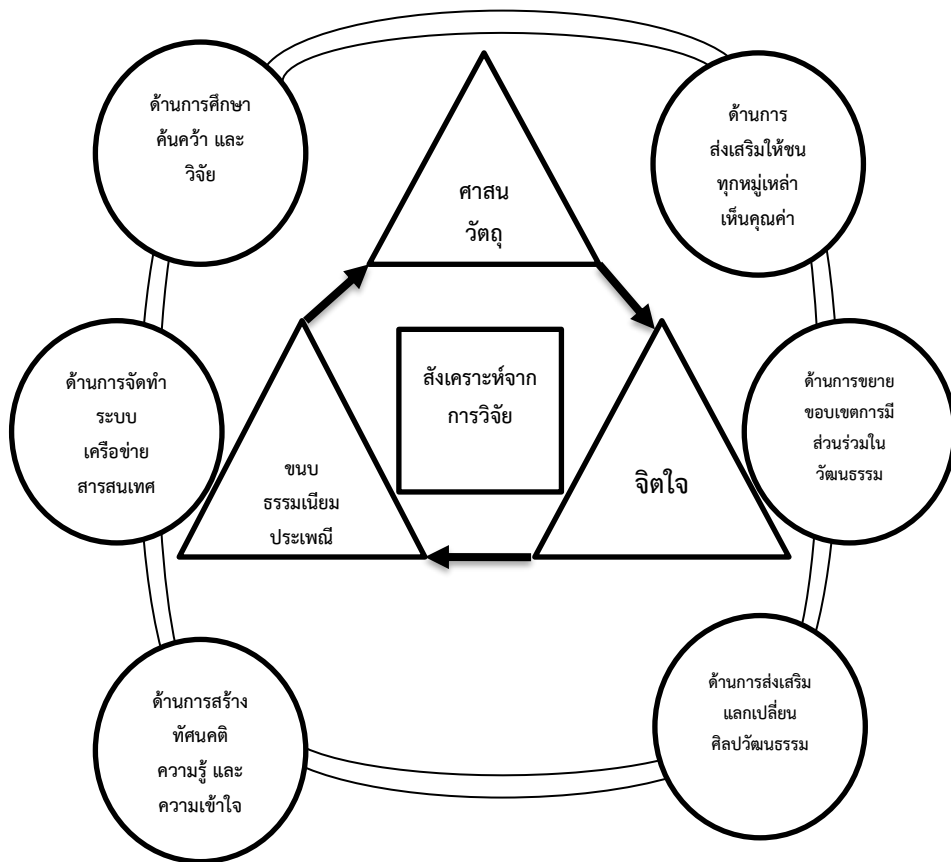 ด้านการศึกษา
ค้นคว้า และ
วิจัย
ด้านการ
ส่งเสริมให้ชน
ทุกหมู่เหล่า
เห็นคุณค่า
ศาสน
วัตถุ
ด้านการจัดทำ
ระบบ
เครือข่าย
สารสนเทศ
สังเคราะห์จาก
การวิจัย
ด้านการขยาย
ขอบเขตการมี
ส่วนร่วมใน
วัฒนธรรม
ขนบ
ธรรมเนียม
ประเพณี
จิตใจ
ด้านการสร้าง
ทัศนคติ
ความรู้ และ
ความเข้าใจ
ด้านการส่งเสริม
แลกเปลี่ยน
ศิลปวัฒนธรรม